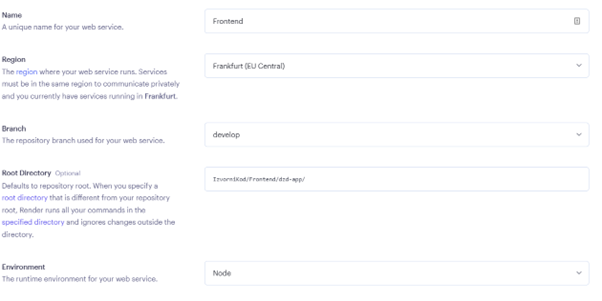 Name
A unique name for your web service.
Frontend
Region
The region where your web service runs. Services
must be in the same region to communicate privately
and you currently have services running in Frankfurt.
Frankfurt (EU Central)
Branch
The repository branch used for your web service.
develop
Root Directory Optional
Defaults to repository root. When you specify a
root directory that is different from your repository
root, Render runs all your commands in the
specified directory and ignores changes outside the
directory.
IzvorniKod/Frontend/dsd-app/
Environment
The runtime environment for your web service.
Node